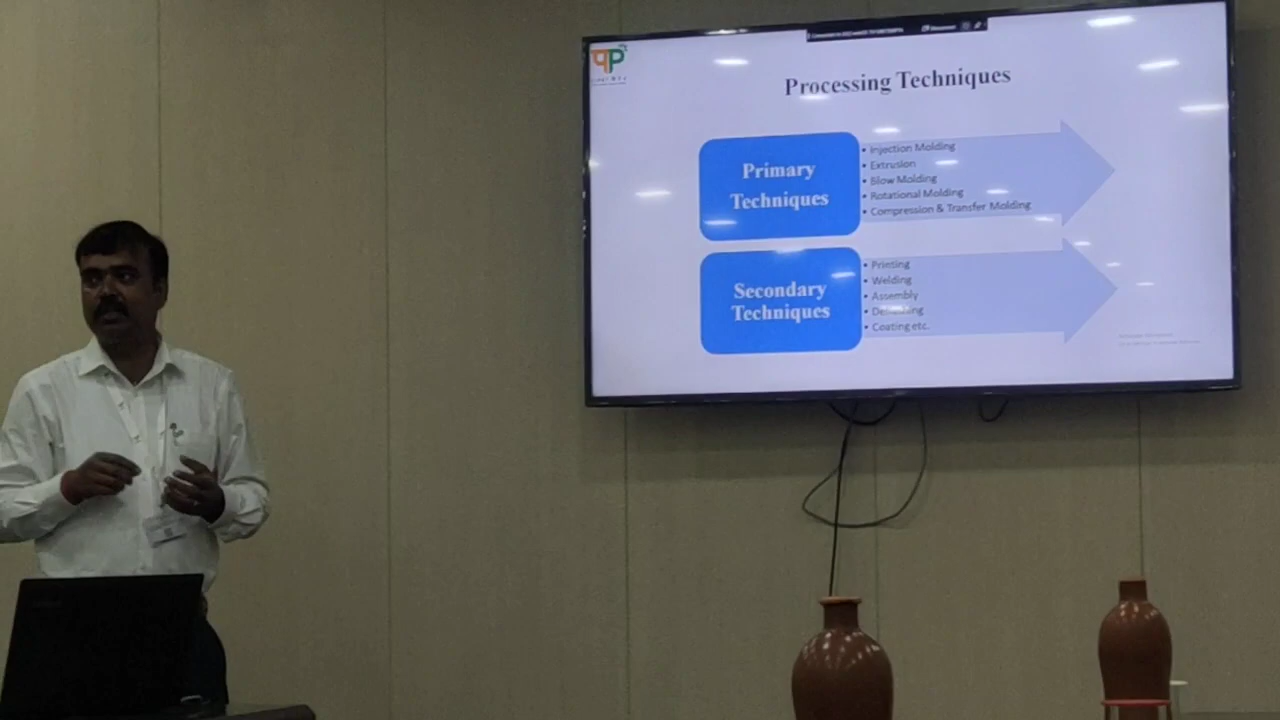 Processing Techniques
Primary
Techniques
• Injection Molding
• Extrusion
• Blow Molding
• Rotational Molding
• Compression & Transfer Molding
Secondary
Techniques
• Printing
• Welding
• Assembly
• Coating etc.